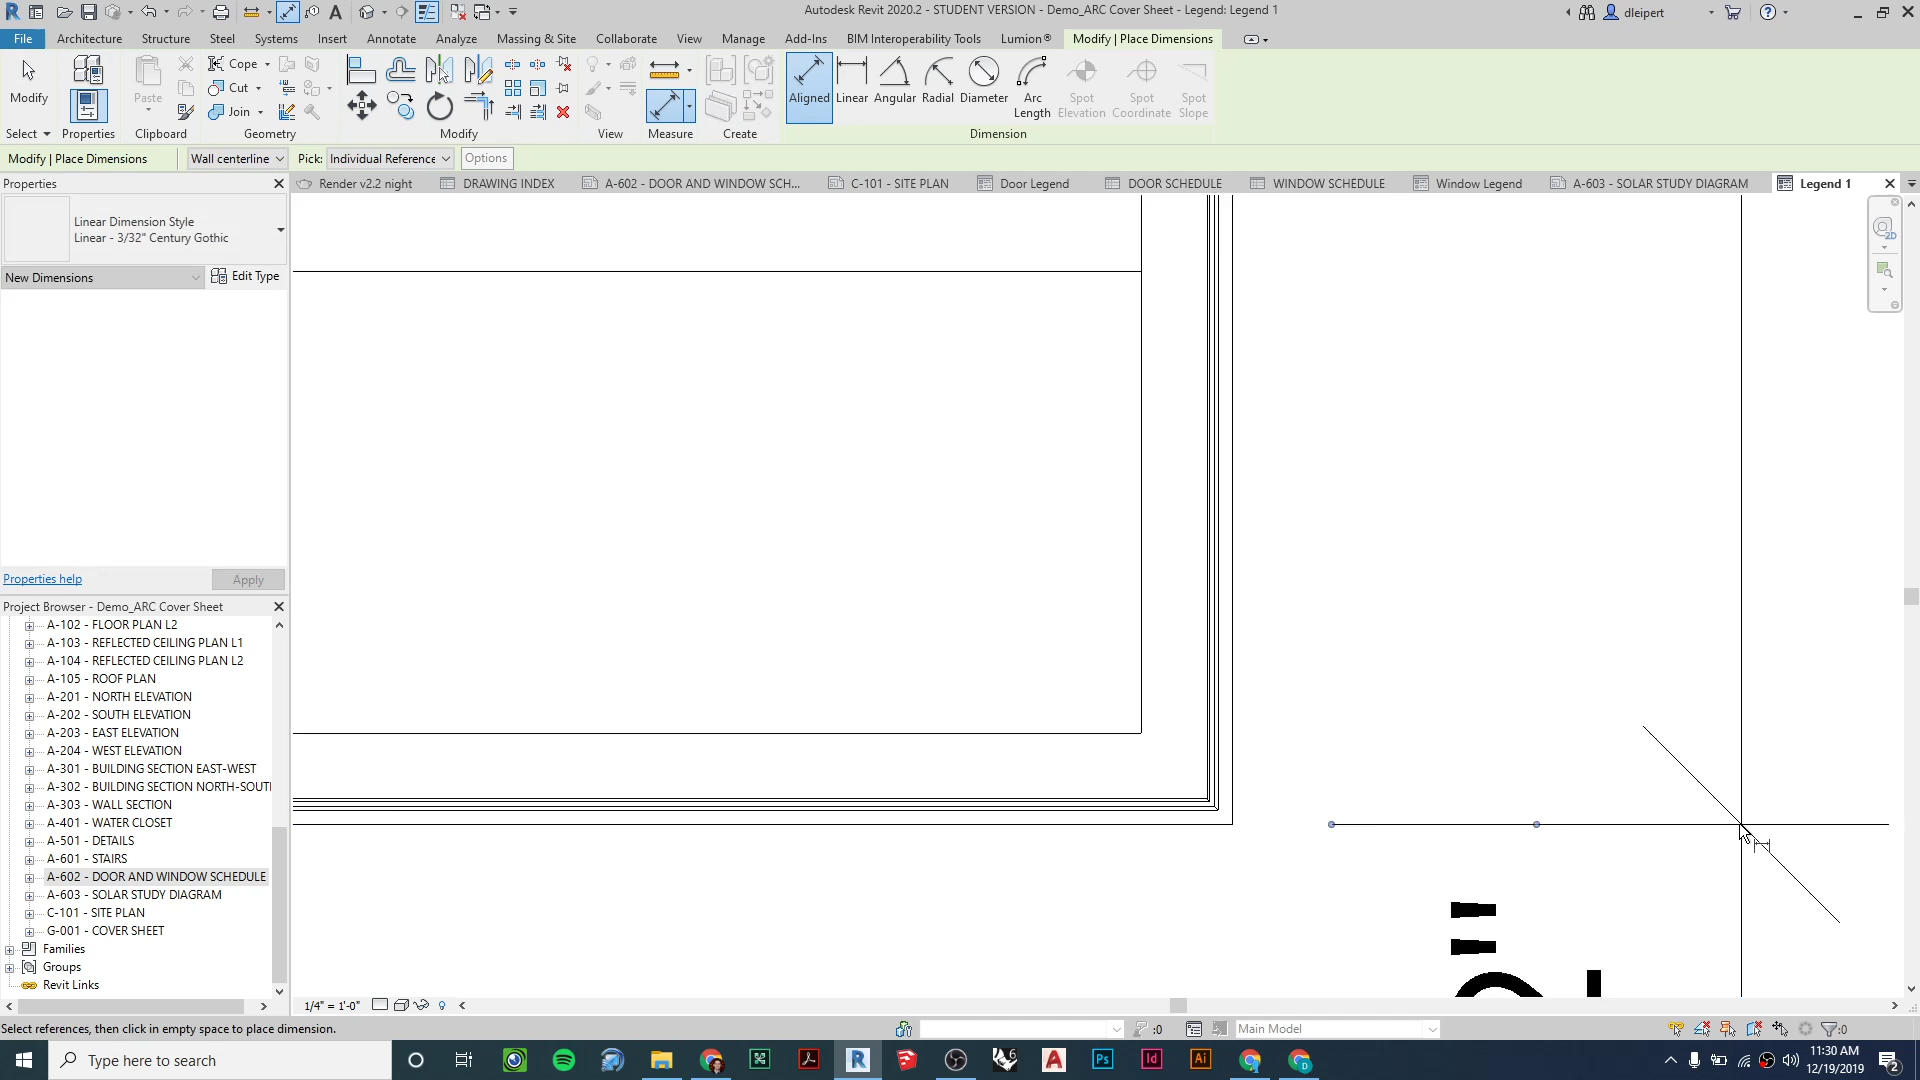 Autodesk Revit 2020.2 - STUDENT VERSION - Demo_ARC Cover Sheet - Legend: Legend 1
dleipert
File Architecture Structure Steel Systems Insert Annotate Analyze Massing & Site Collaborate View Manage Add-Ins BIM Interoperability Tools Lumion® Modify | Place Dimensions
Modify
Paste
Cope
Cut
Join
Aligned Linear Angular Radial Diameter Arc Length Spot Elevation Spot Coordinate Spot Slope
Select Properties Clipboard Geometry Modify View Measure Create Dimension
Modify | Place Dimensions Wall centerline Pick: Individual Reference Options
Properties
Render v2.2 night DRAWING INDEX A-602 - DOOR AND WINDOW SCH... C-101 - SITE PLAN Door Legend DOOR SCHEDULE WINDOW SCHEDULE Window Legend A-603 - SOLAR STUDY DIAGRAM Legend 1
2D
Linear Dimension Style
Linear - 3/32" Century Gothic
New Dimensions Edit Type
Properties help Apply
Project Browser - Demo_ARC Cover Sheet
A-102 - FLOOR PLAN L2
A-103 - REFLECTED CEILING PLAN L1
A-104 - REFLECTED CEILING PLAN L2
A-105 - ROOF PLAN
A-201 - NORTH ELEVATION
A-202 - SOUTH ELEVATION
A-203 - EAST ELEVATION
A-204 - WEST ELEVATION
A-301 - BUILDING SECTION EAST-WEST
A-302 - BUILDING SECTION NORTH-SOUT
A-303 - WALL SECTION
A-401 - WATER CLOSET
A-501 - DETAILS
A-601 - STAIRS
A-602 - DOOR AND WINDOW SCHEDULE
A-603 - SOLAR STUDY DIAGRAM
C-101 - SITE PLAN
G-001 - COVER SHEET
Families
Groups
Revit Links
1/4" = 1'-0"
Select references, then click in empty space to place dimension. :0 Main Model :0
Type here to search
11:30 AM
12/19/2019
2